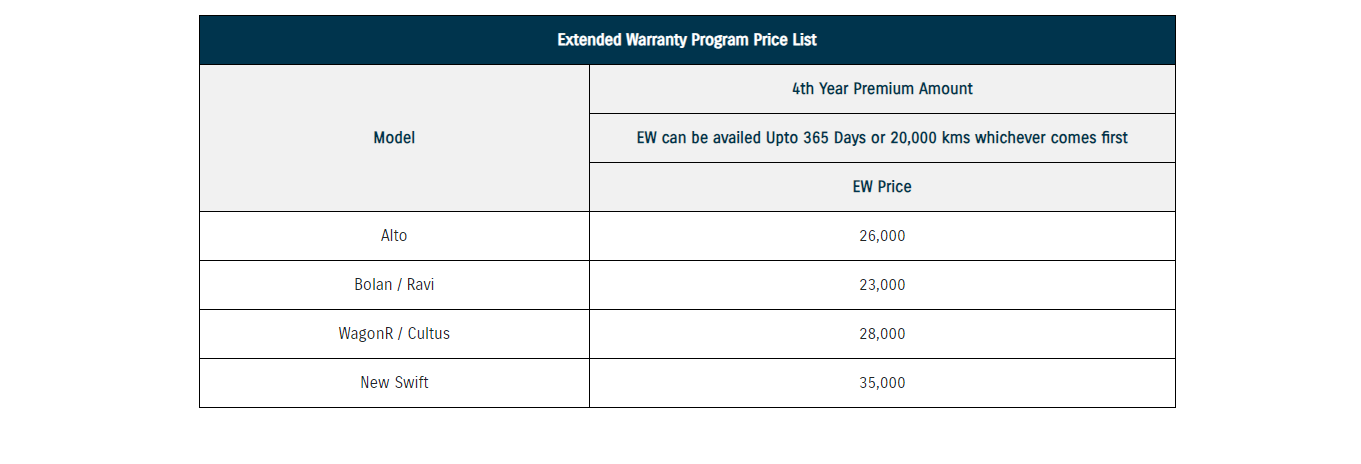 Extended Warranty Program Price List
Model
4th Year Premium Amount
EW can be availed Upto 365 Days or 20,000 kms whichever comes first
EW Price
Alto
26,000
Bolan / Ravi
23,000
WagonR / Cultus
28,000
New Swift
35,000